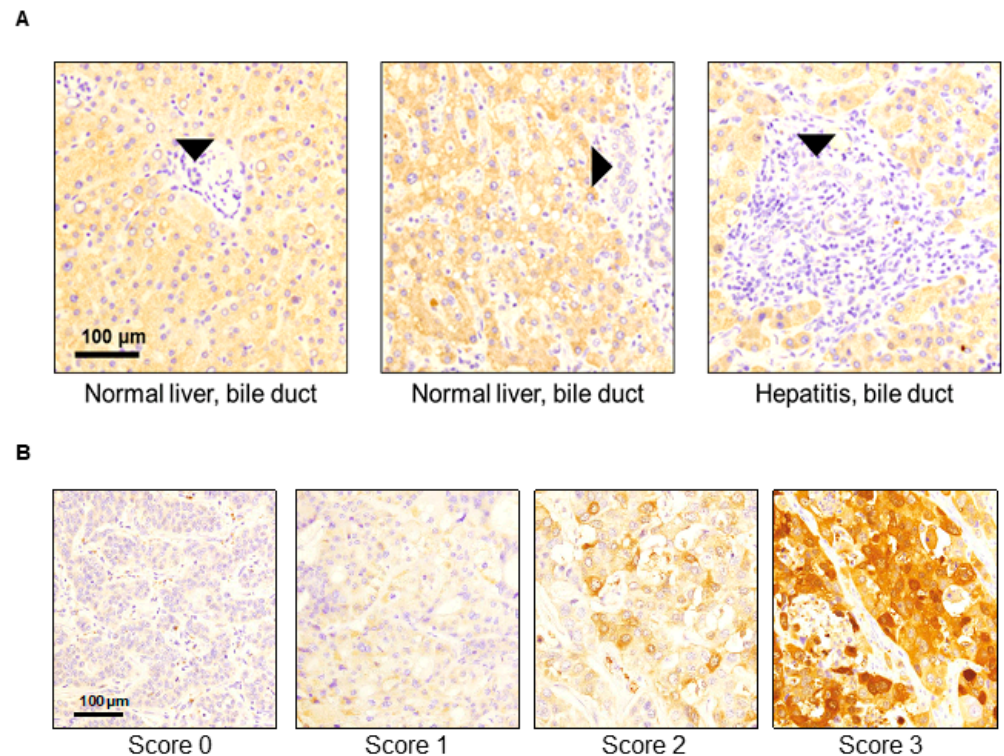 A
100 µm
Normal liver, bile duct
Normal liver, bile duct
Hepatitis, bile duct
B
100µm
Score 0
Score 1
Score 2
Score 3